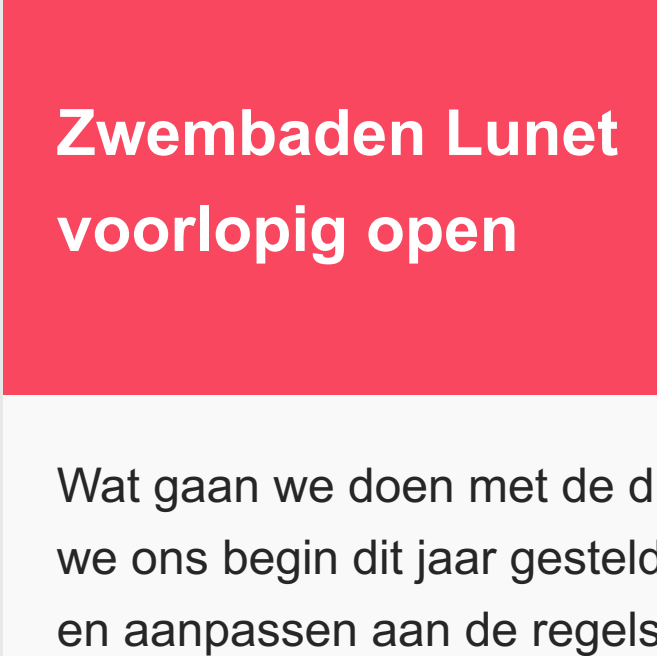 Zwembaden Lunet
voorlopig open
Wat gaan we doen met de d
we ons begin dit jaar gesteld
en aanpassen aan de regels